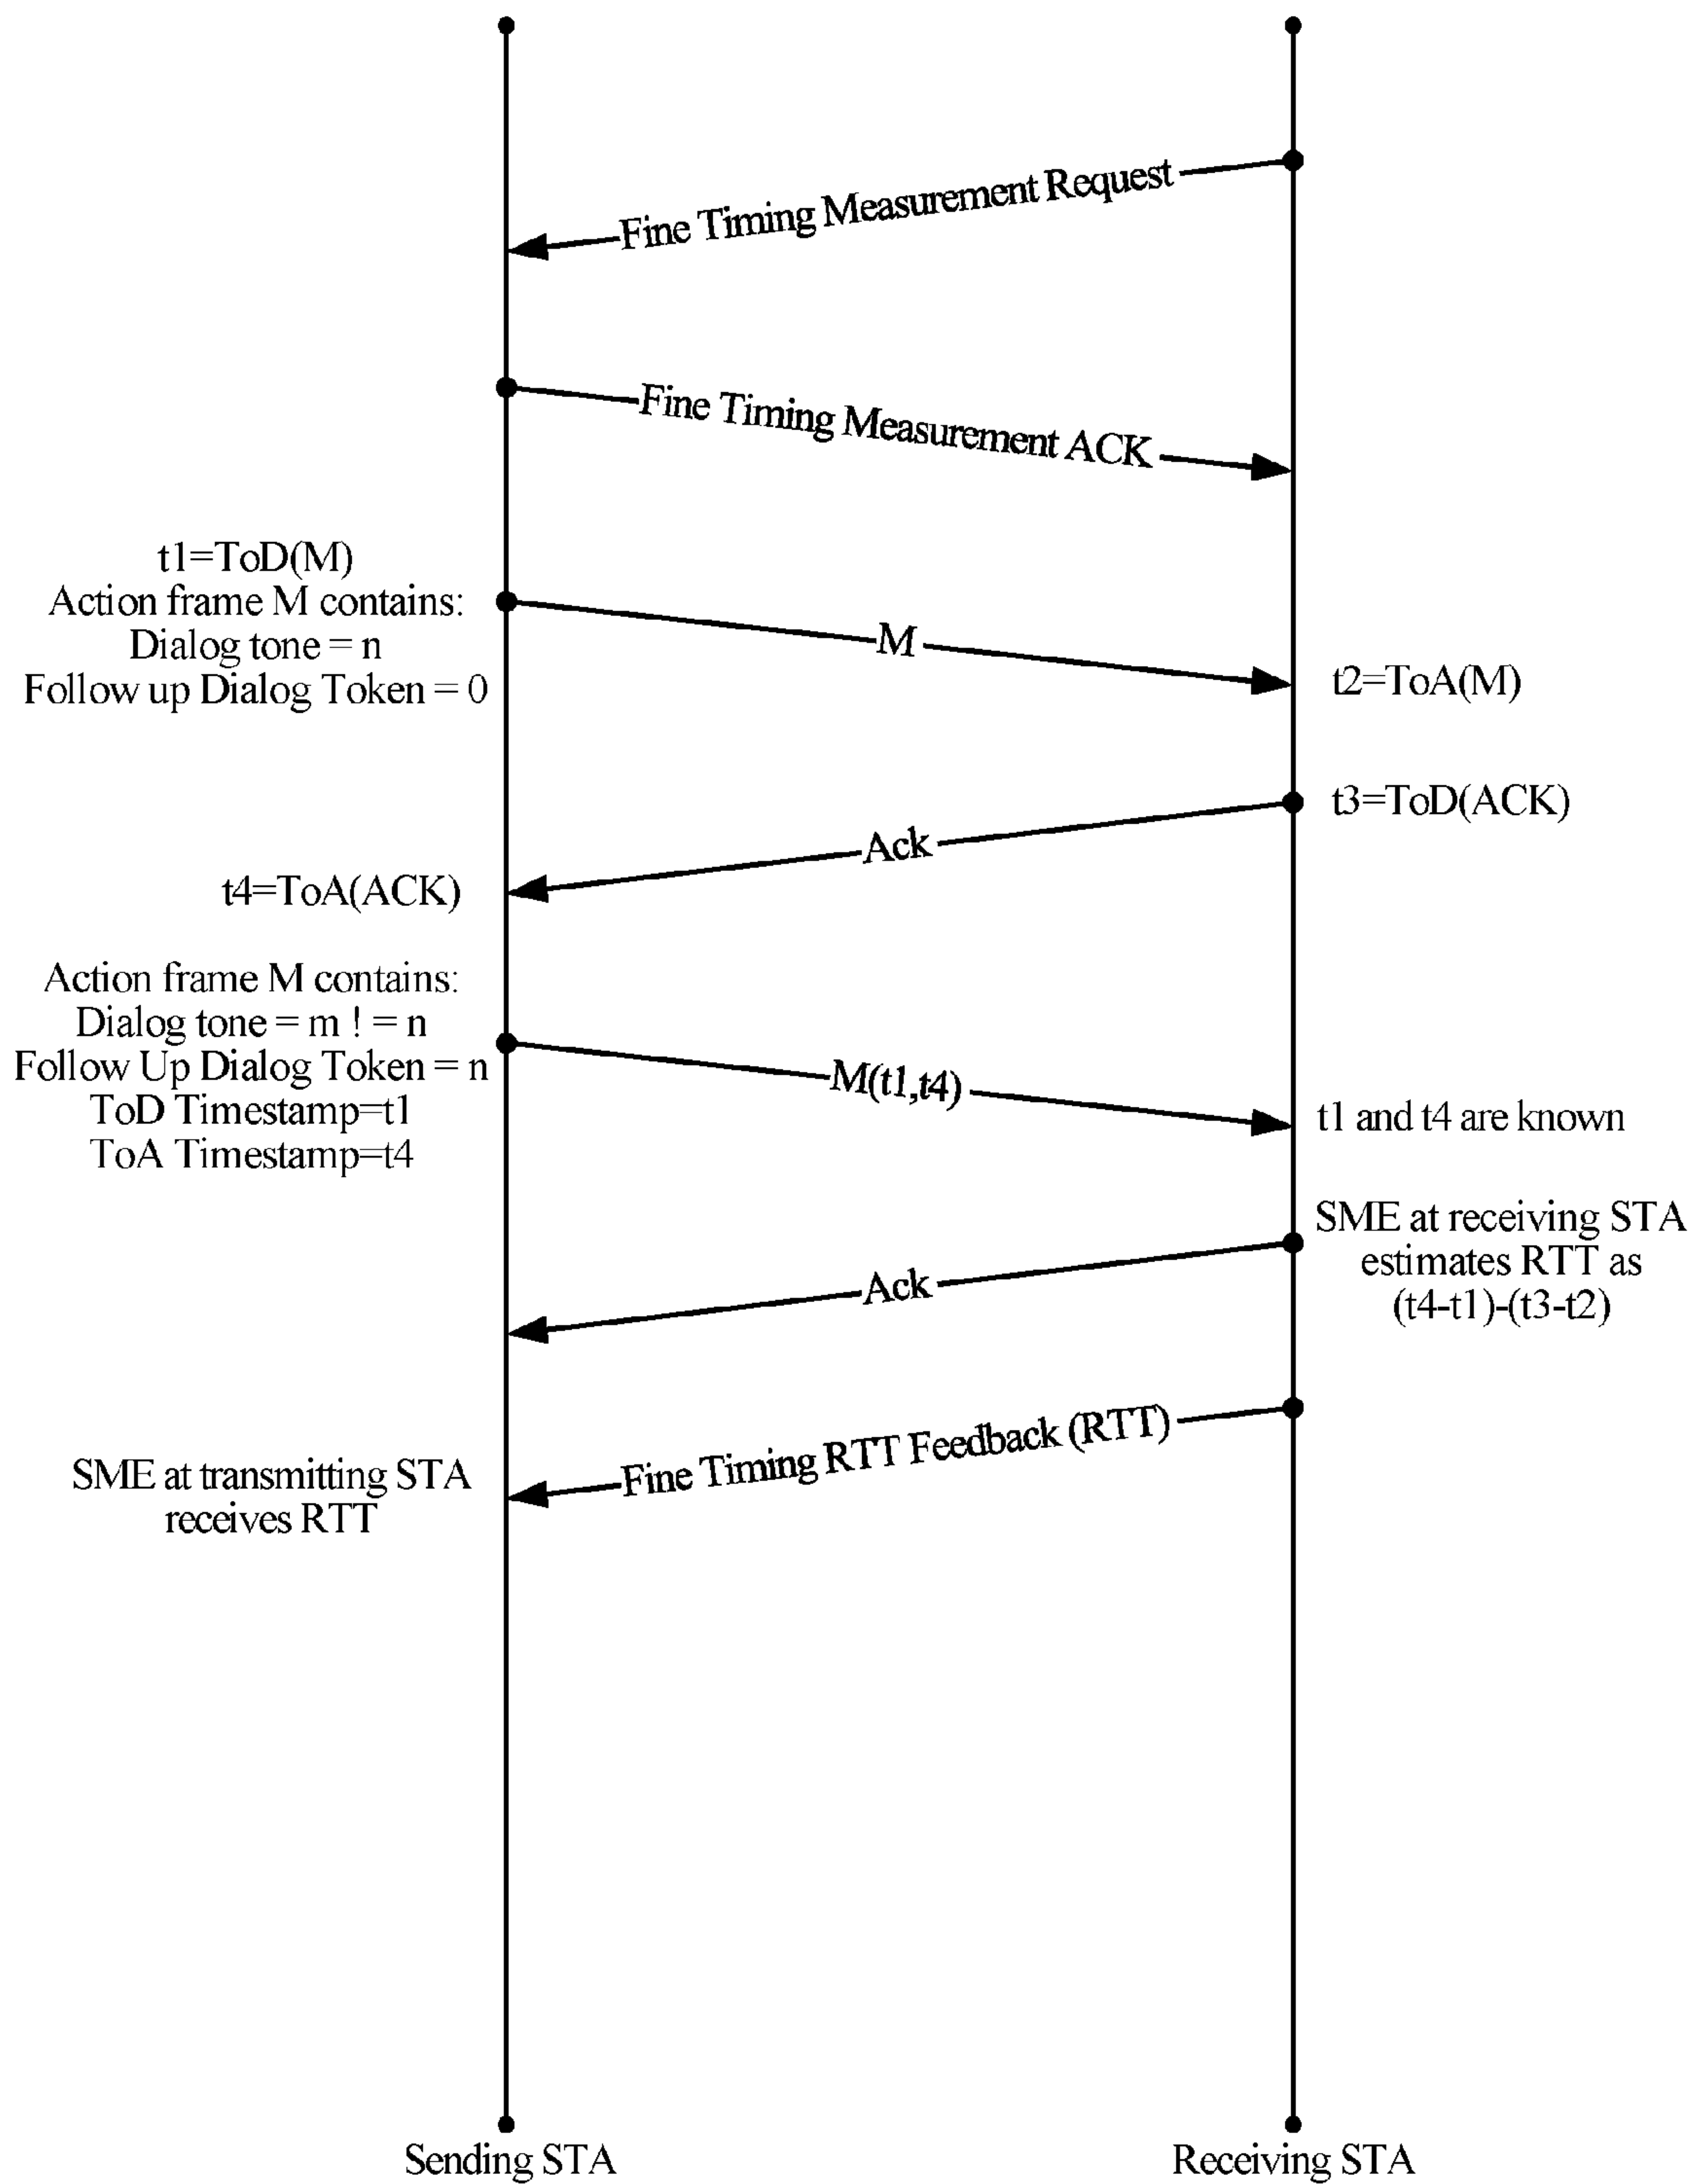 Fine Timing Measurement Request
Fine Timing Measurement ACK
t1=ToD(M)
Action frame M contains:
Dialog tone = n
Follow up Dialog Token = 0
M
t2=ToA(M)
t3=ToD(ACK)
Ack
t4=ToA(ACK)
Action frame M contains:
Dialog tone = m ! = n
Follow Up Dialog Token = n
ToD Timestamp=t1
ToA Timestamp=t4
M(t1,t4)
t1 and t4 are known
SME at receiving STA
estimates RTT as
(t4-t1)-(t3-t2)
Ack
Fine Timing RTT Feedback (RTT)
SME at transmitting STA
receives RTT
Sending STA
Receiving STA